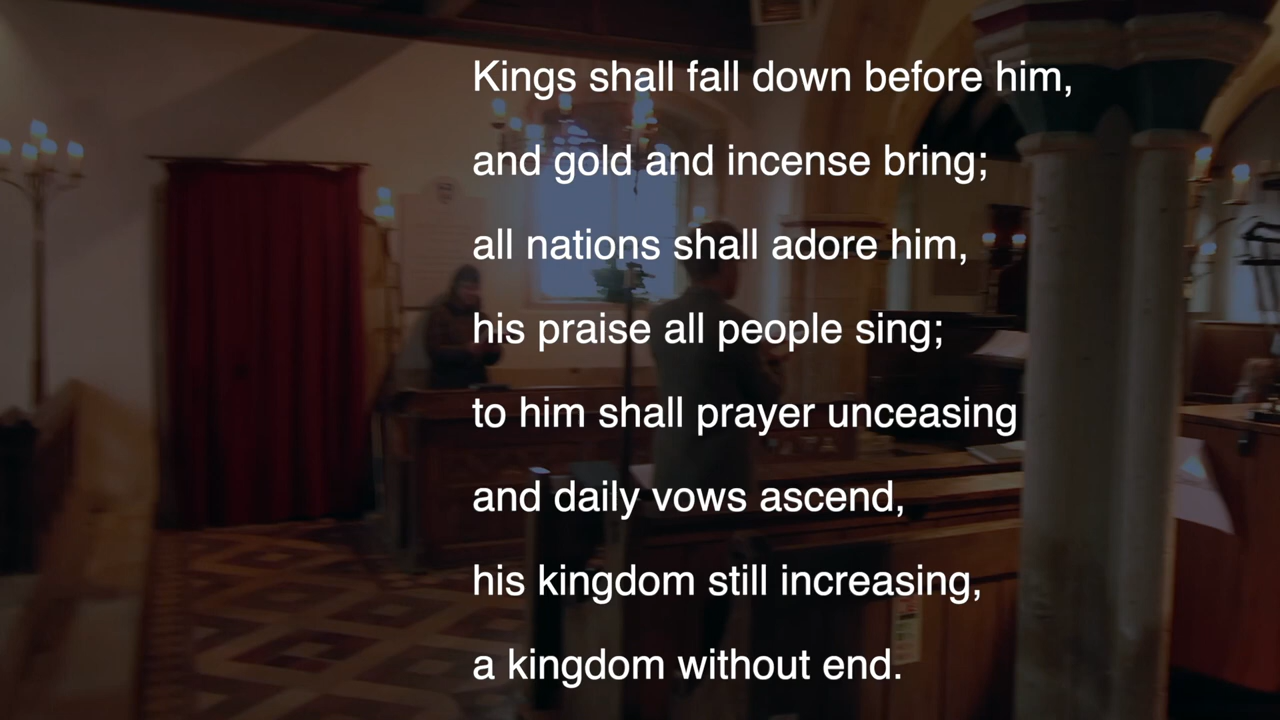 Kings shall fall down before him,
and gold and incense bring;
all nations shall adore him,
his praise all people sing;
to him shall prayer unceasing
and daily vows ascend,
his kingdom still increasing,
a kingdom without end.